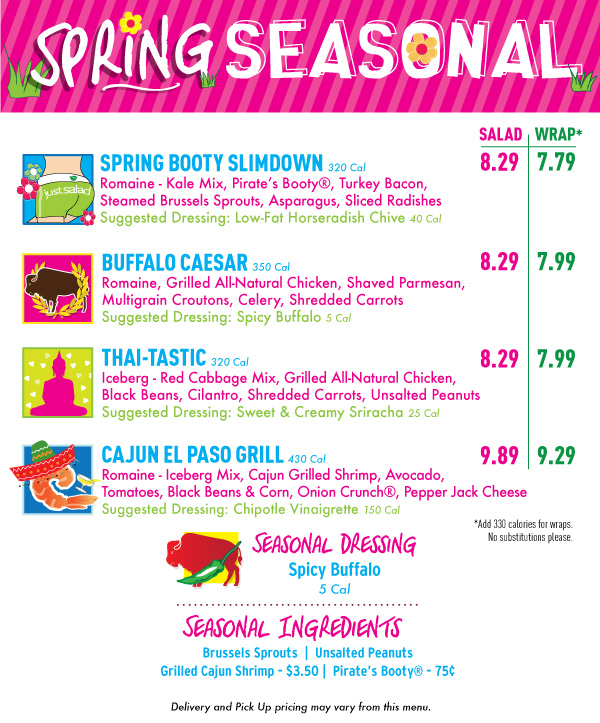 SPRING SEASONAL
SALAD WRAP*
just salad
SPRING BOOTY SLIMDOWN 320 Cal 8.29 7.79
Romaine - Kale Mix, Pirate's Booty®, Turkey Bacon,
Steamed Brussels Sprouts, Asparagus, Sliced Radishes
Suggested Dressing: Low-Fat Horseradish Chive 40 Cal
BUFFALO CAESAR 350 Cal 8.29 7.99
Romaine, Grilled All-Natural Chicken, Shaved Parmesan,
Multigrain Croutons, Celery, Shredded Carrots
Suggested Dressing: Spicy Buffalo 5 Cal
THAI-TASTIC 320 Cal 8.29 7.99
Iceberg - Red Cabbage Mix, Grilled All-Natural Chicken,
Black Beans, Cilantro, Shredded Carrots, Unsalted Peanuts
Suggested Dressing: Sweet & Creamy Sriracha 25 Cal
CAJUN EL PASO GRILL 430 Cal 9.89 9.29
Romaine - Iceberg Mix, Cajun Grilled Shrimp, Avocado,
Tomatoes, Black Beans & Corn, Onion Crunch®, Pepper Jack Cheese
Suggested Dressing: Chipotle Vinaigrette 150 Cal
*Add 330 calories for wraps.
No substitutions please.
SEASONAL DRESSING
Spicy Buffalo
5 Cal
SEASONAL INGREDIENTS
Brussels Sprouts | Unsalted Peanuts
Grilled Cajun Shrimp - $3.50 | Pirate's Booty® - 75¢
Delivery and Pick Up pricing may vary from this menu.